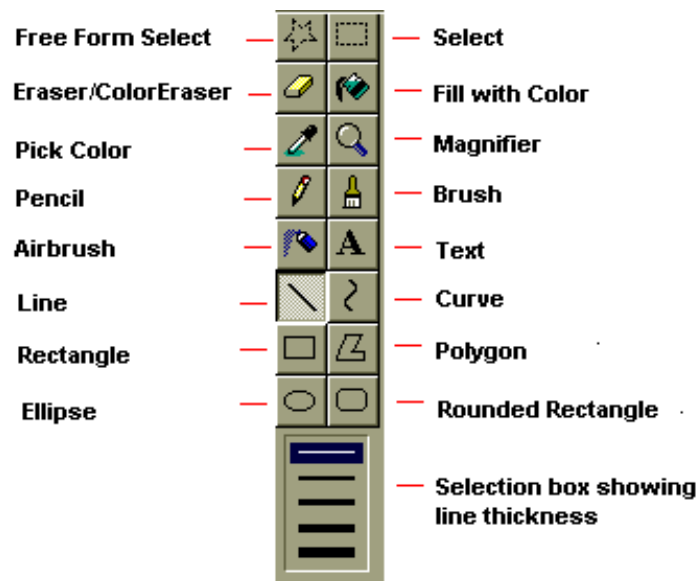 Free Form Select
Select
Eraser/ColorEraser
Fill with Color
Pick Color
Magnifier
Pencil
Brush
Airbrush
A
Text
Line
Curve
Rectangle
Polygon
Ellipse
Rounded Rectangle
Selection box showing
line thickness